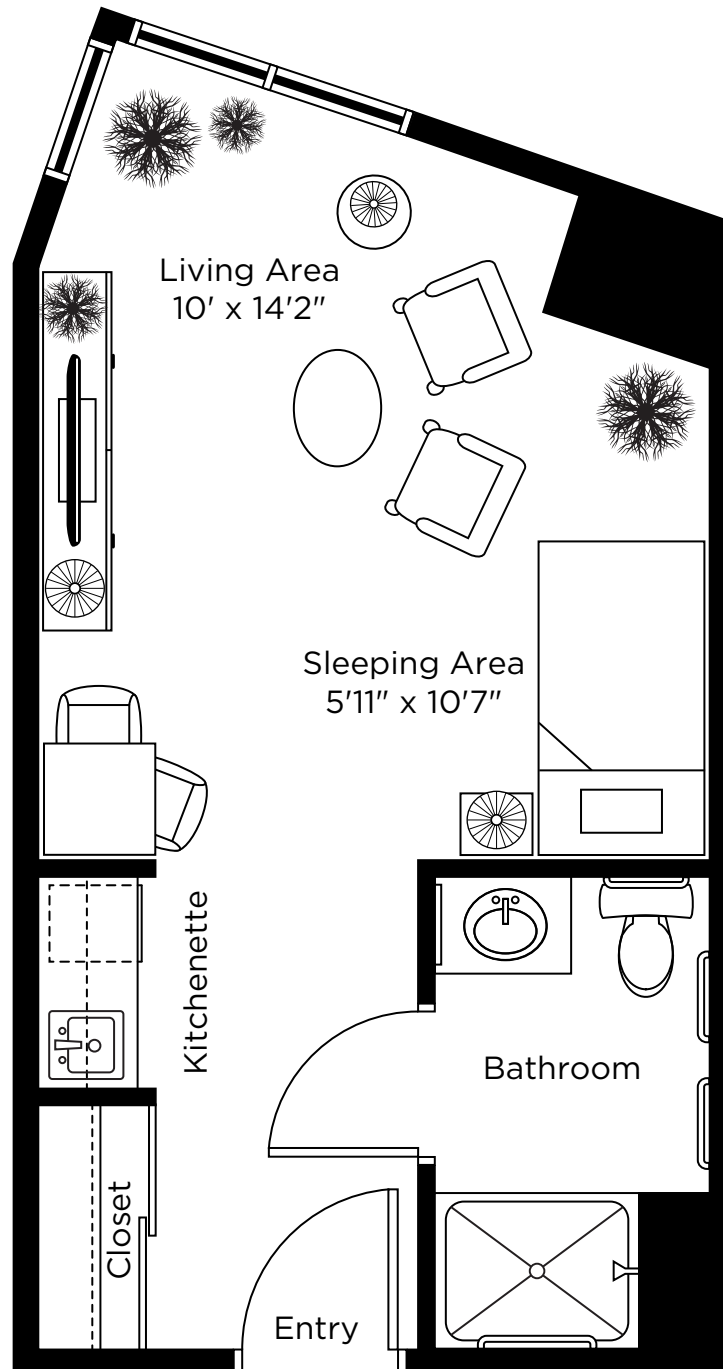 Living Area
10' x 14'2"
Sleeping Area
5'11" x 10'7"
Kitchenette
Bathroom
Closet
Entry